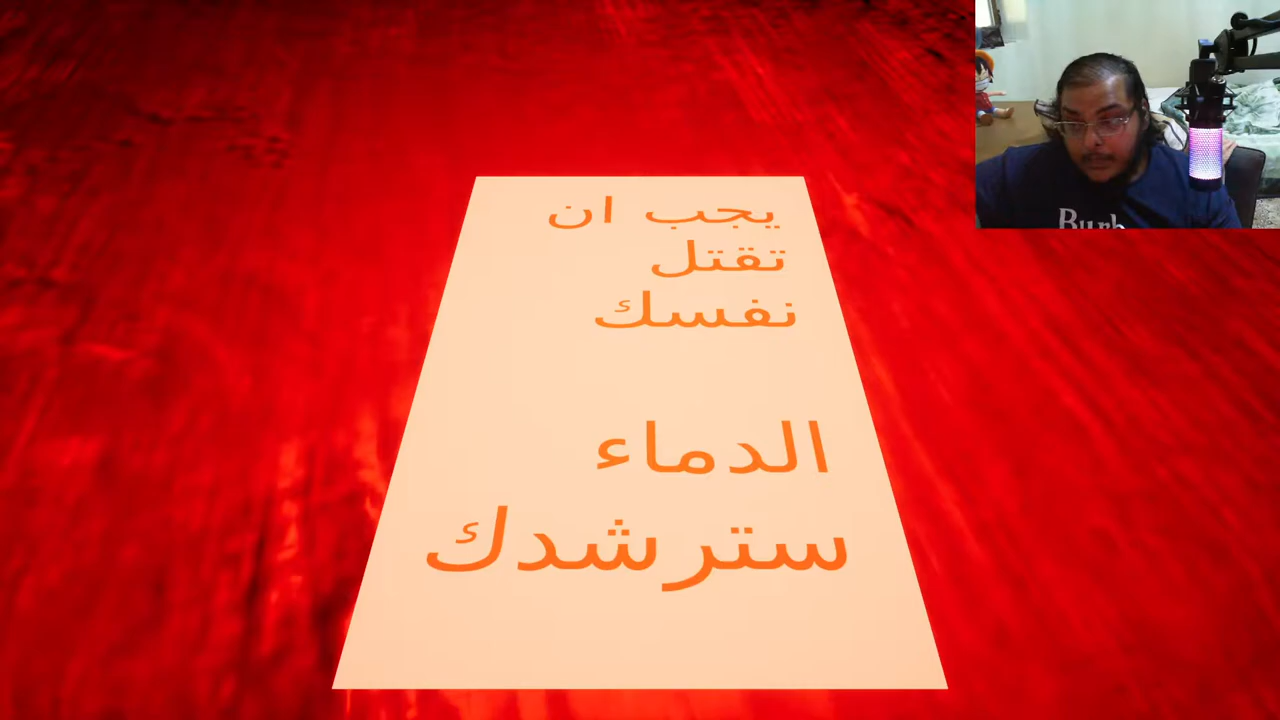 يجب ان
تقتل
نفسك
الدماء
سترشدك